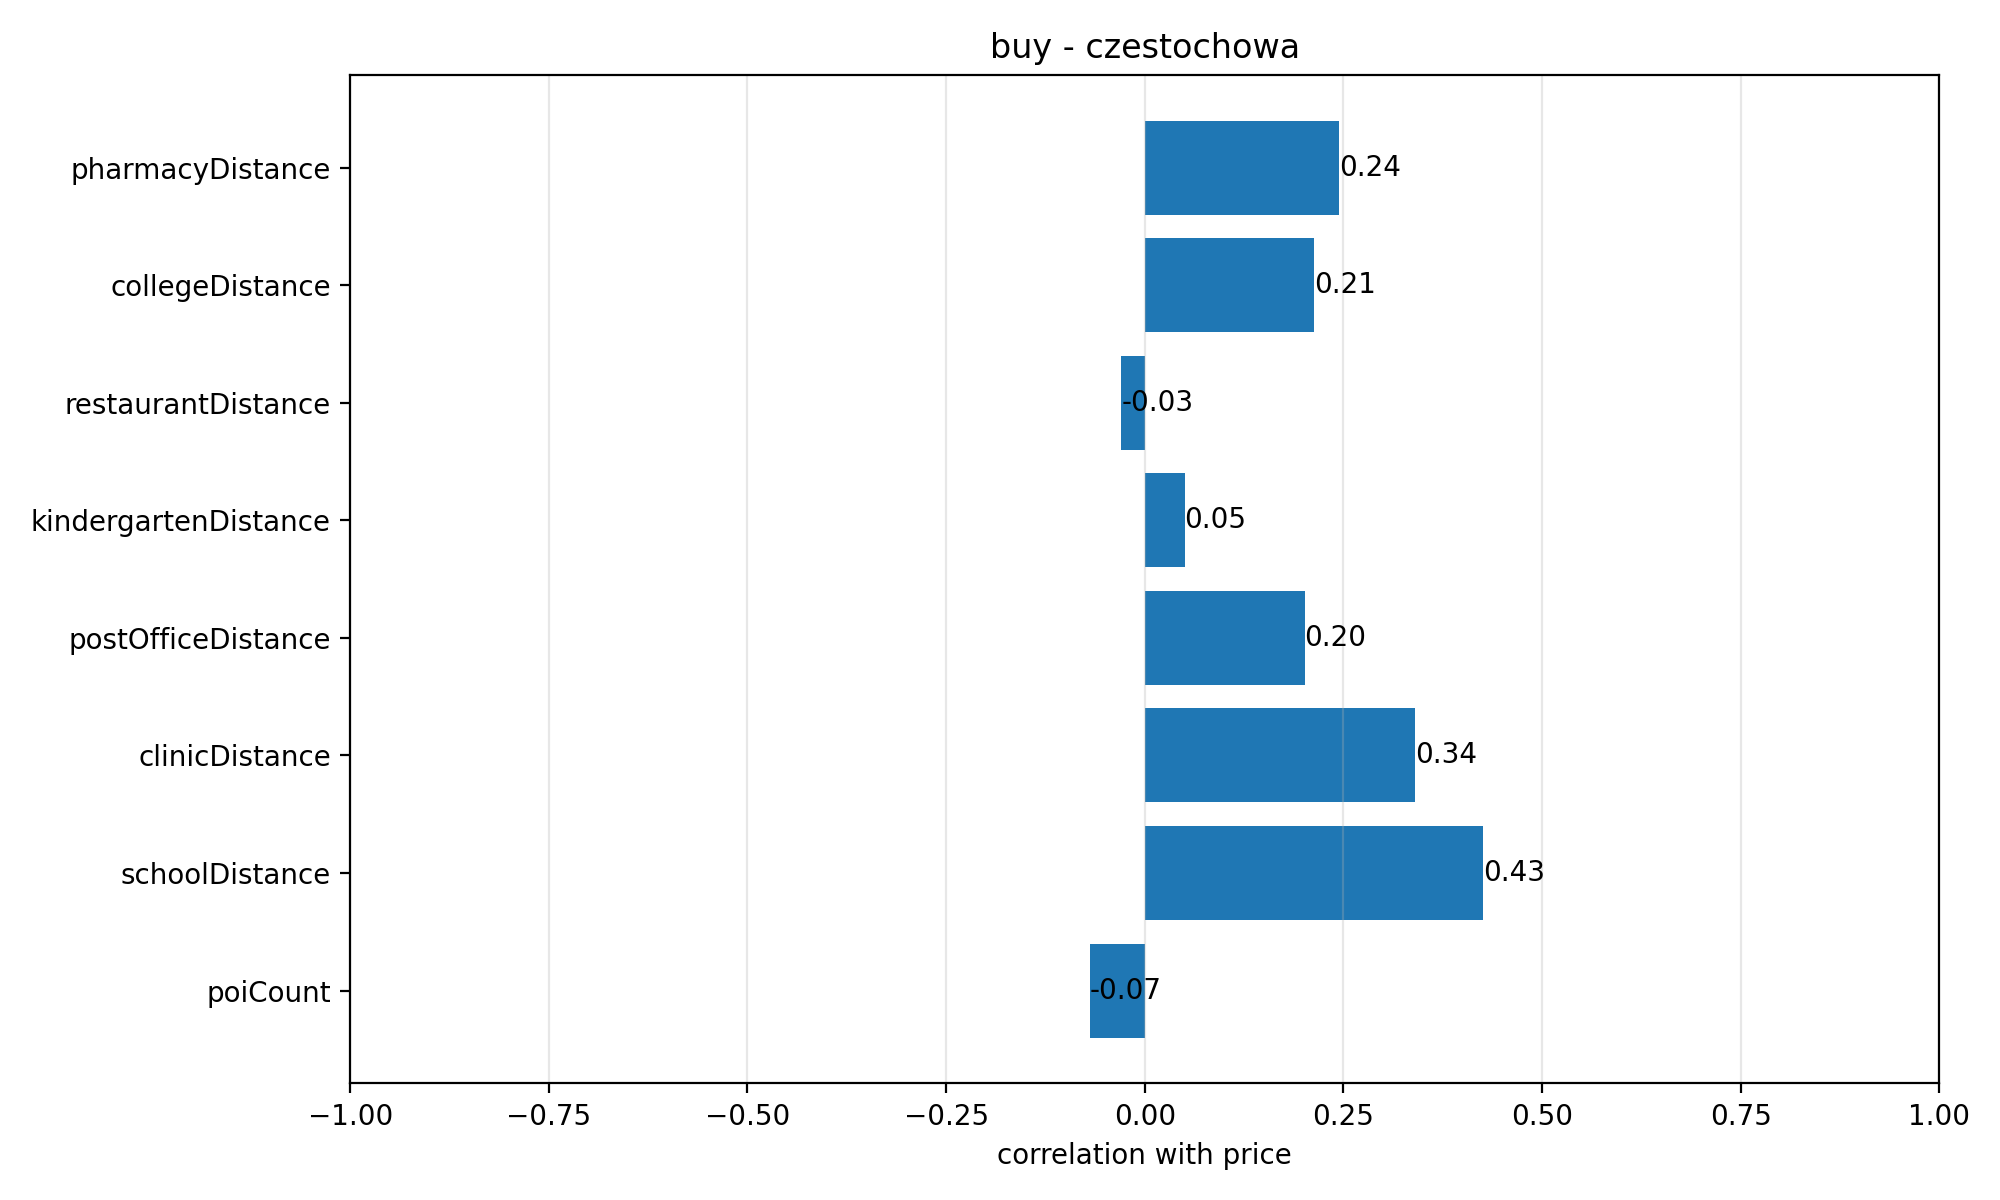 buy - czestochowa
pharmacyDistance 0.24
collegeDistance 0.21
restaurantDistance -0.03
kindergartenDistance 0.05
postOfficeDistance 0.20
clinicDistance 0.34
schoolDistance 0.43
poiCount -0.07
−1.00 −0.75 −0.50 −0.25 0.00 0.25 0.50 0.75 1.00
correlation with price